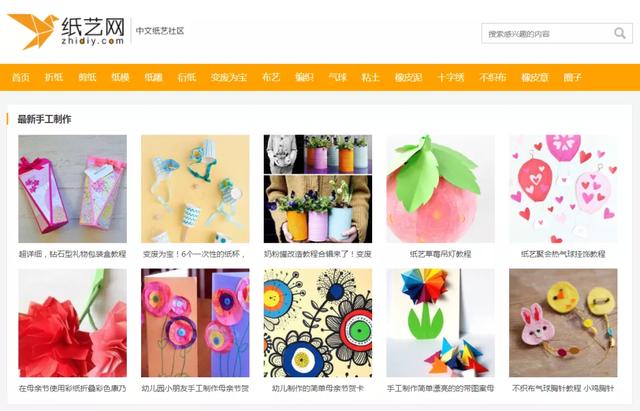 纸艺网
zhidiy.com
中文纸艺社区
搜索感兴趣的内容
首页 折纸 剪纸 纸模 纸雕 衍纸 变废为宝 布艺 编织 气球 粘土 橡皮泥 十字绣 不织布 橡皮章 圈子
最新手工制作
超详细，钻石型礼物包装盒教程
变废为宝！6个一次性的纸杯，
奶粉罐改造教程合辑来了！变废
纸艺草莓吊灯教程
纸艺聚会热气球挂饰教程
在母亲节使用彩纸折叠彩色康乃
幼儿园小朋友手工制作母亲节贺
幼儿制作的简单母亲节贺卡
手工制作简单漂亮的的带图案母
不织布气球胸针教程 小鸡胸针